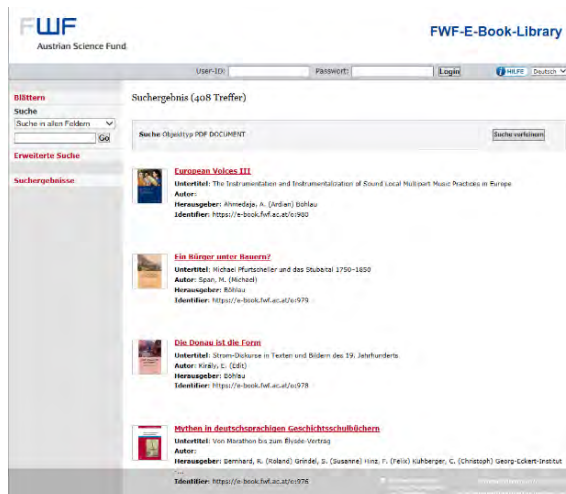 FWF
Austrian Science Fund
FWF-E-Book-Library
User-ID:
Passwort:
Login
i HILFE
Deutsch
Blättern
Suche
Suche in allen Feldern
Go
Erweiterte Suche
Suchergebnisse
Suchergebnis (408 Treffer)
Suche Objekttyp PDF DOCUMENT
Suche verfeinern
European Voices III
Untertitel: The Instrumentation and Instrumentalization of Sound Local Multipart Music Practices in Europe
Autor:
Herausgeber: Ahmedaja, A. (Ardian) Böhlau
Identifier: https://e-book.fwf.ac.at/o:980
Ein Bürger unter Bauern?
Untertitel: Michael Pfurtscheller und das Stubaital 1750-1850
Autor: Span, M. (Michael)
Herausgeber: Böhlau
Identifier: https://e-book.fwf.ac.at/o:979
Die Donau ist die Form
Untertitel: Strom-Diskurse in Texten und Bildern des 19. Jahrhunderts
Autor: Király, E. (Edit)
Herausgeber: Böhlau
Identifier: https://e-book.fwf.ac.at/o:978
Mythen in deutschsprachigen Geschichtsschulbüchern
Untertitel: Von Marathon bis zum Élysée-Vertrag
Autor:
Herausgeber: Bernhard, R. (Roland) Grindel, S. (Susanne) Hinz, F. (Felix) Kühberger, C. (Christoph) Georg-Eckert-Institut
...
Identifier: https://e-book.fwf.ac.at/o:976